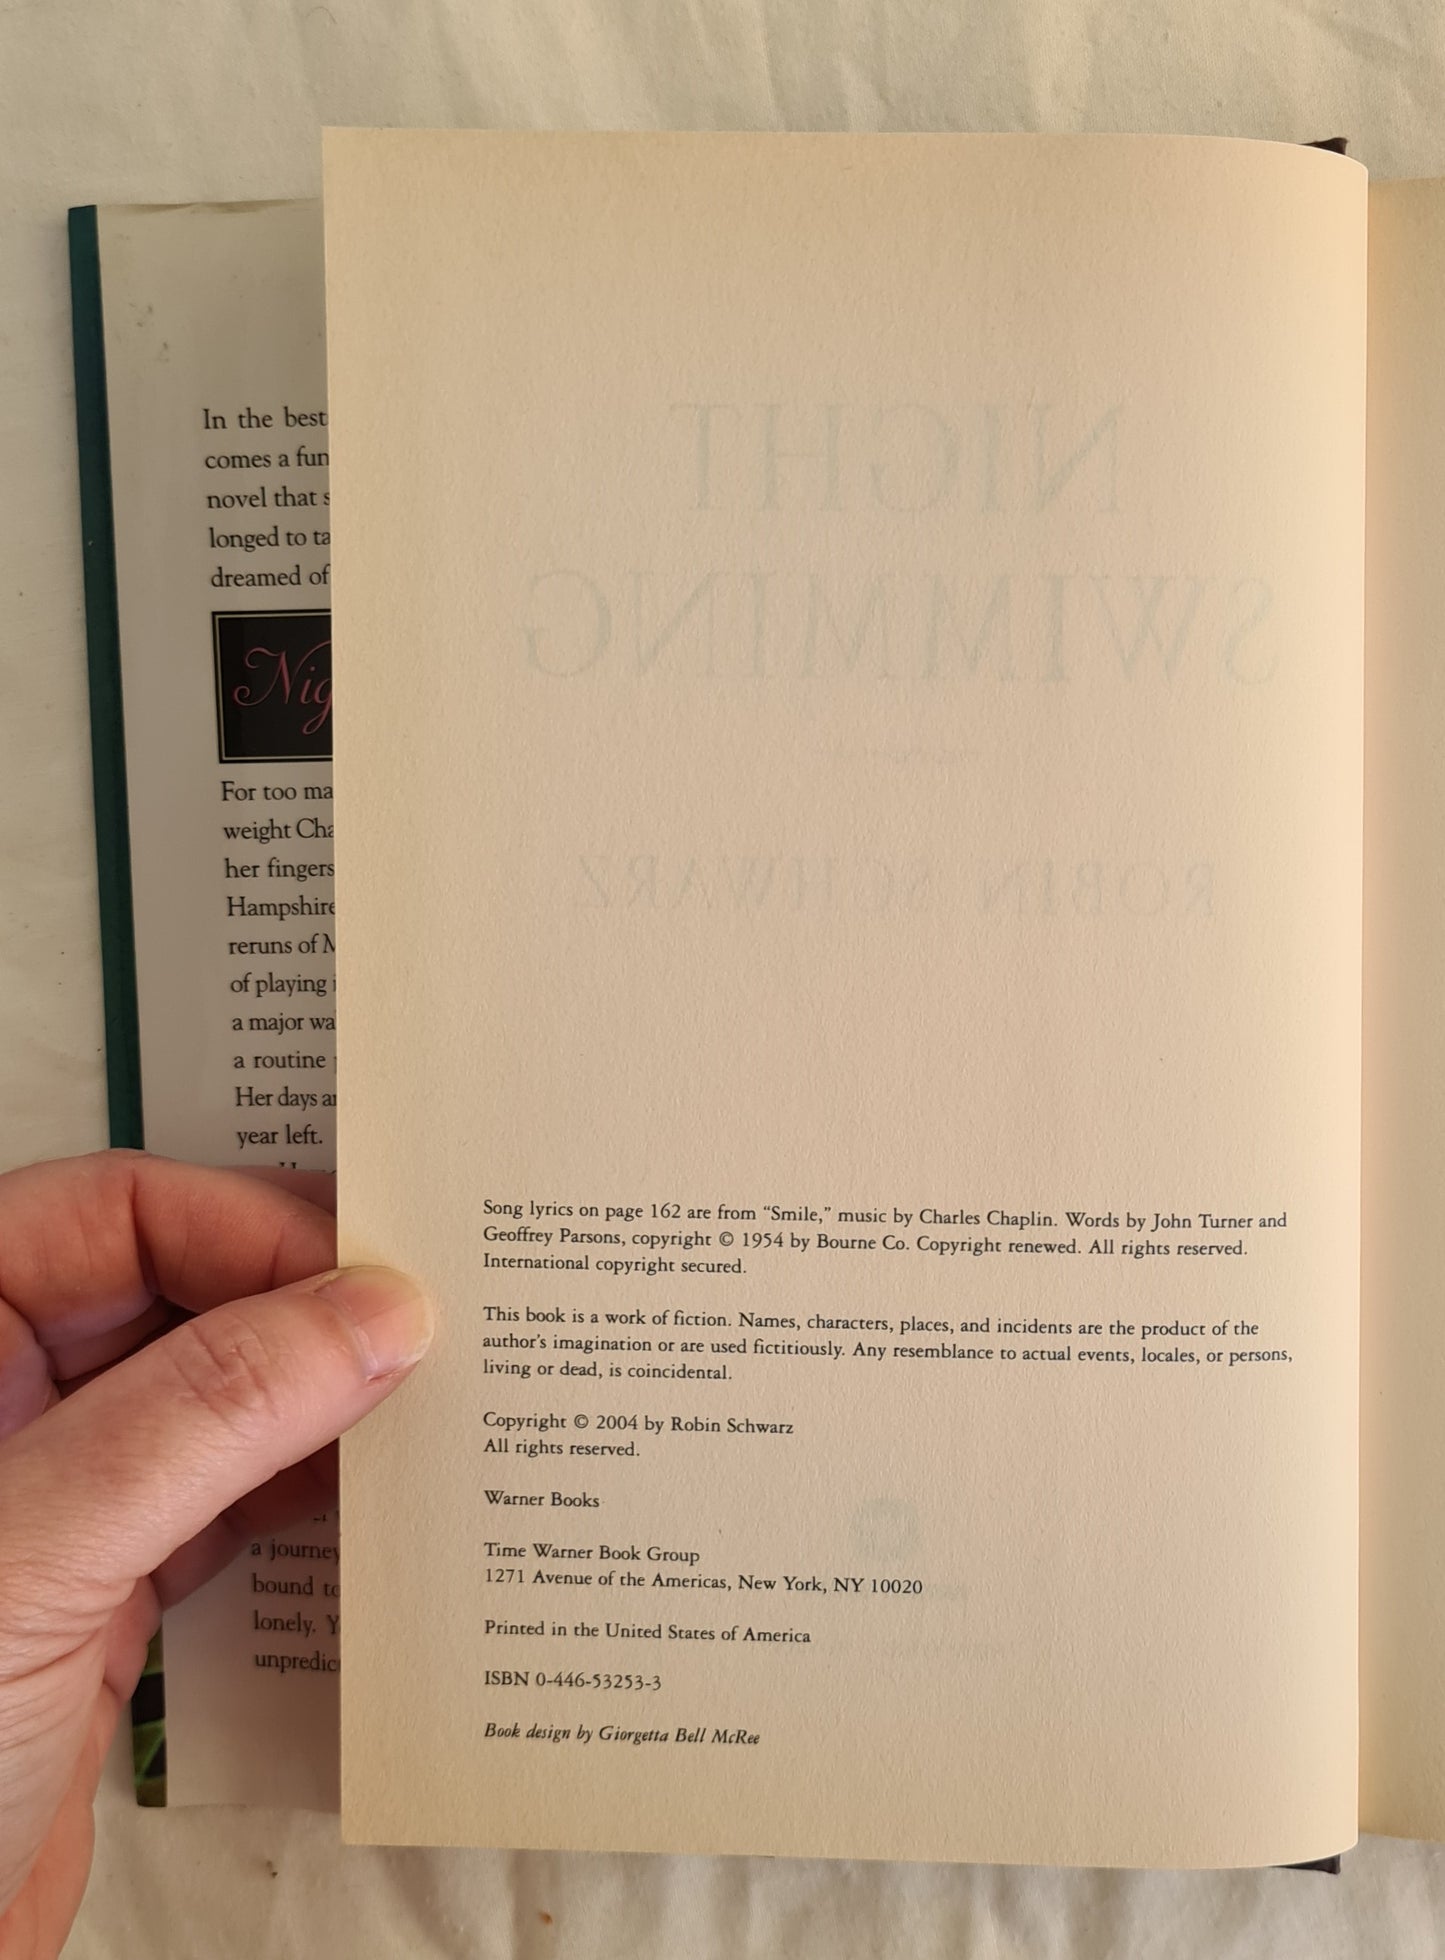 In the best
comes a fun
novel that s
longed to ta
dreamed of
Nig
For too ma
weight Cha
her fingers
Hampshire
reruns of M
of playing i
a major wa
a routine
Her days ar
year left.
a journey
bound to
lonely. Y
unpredic
NIGHT
SWIMMING
ROBIN SCHWARZ
Song lyrics on page 162 are from “Smile,” music by Charles Chaplin. Words by John Turner and
Geoffrey Parsons, copyright © 1954 by Bourne Co. Copyright renewed. All rights reserved.
International copyright secured.
This book is a work of fiction. Names, characters, places, and incidents are the product of the
author’s imagination or are used fictitiously. Any resemblance to actual events, locales, or persons,
living or dead, is coincidental.
Copyright © 2004 by Robin Schwarz
All rights reserved.
Warner Books
Time Warner Book Group
1271 Avenue of the Americas, New York, NY 10020
Printed in the United States of America
ISBN 0-446-53253-3
Book design by Giorgetta Bell McRee